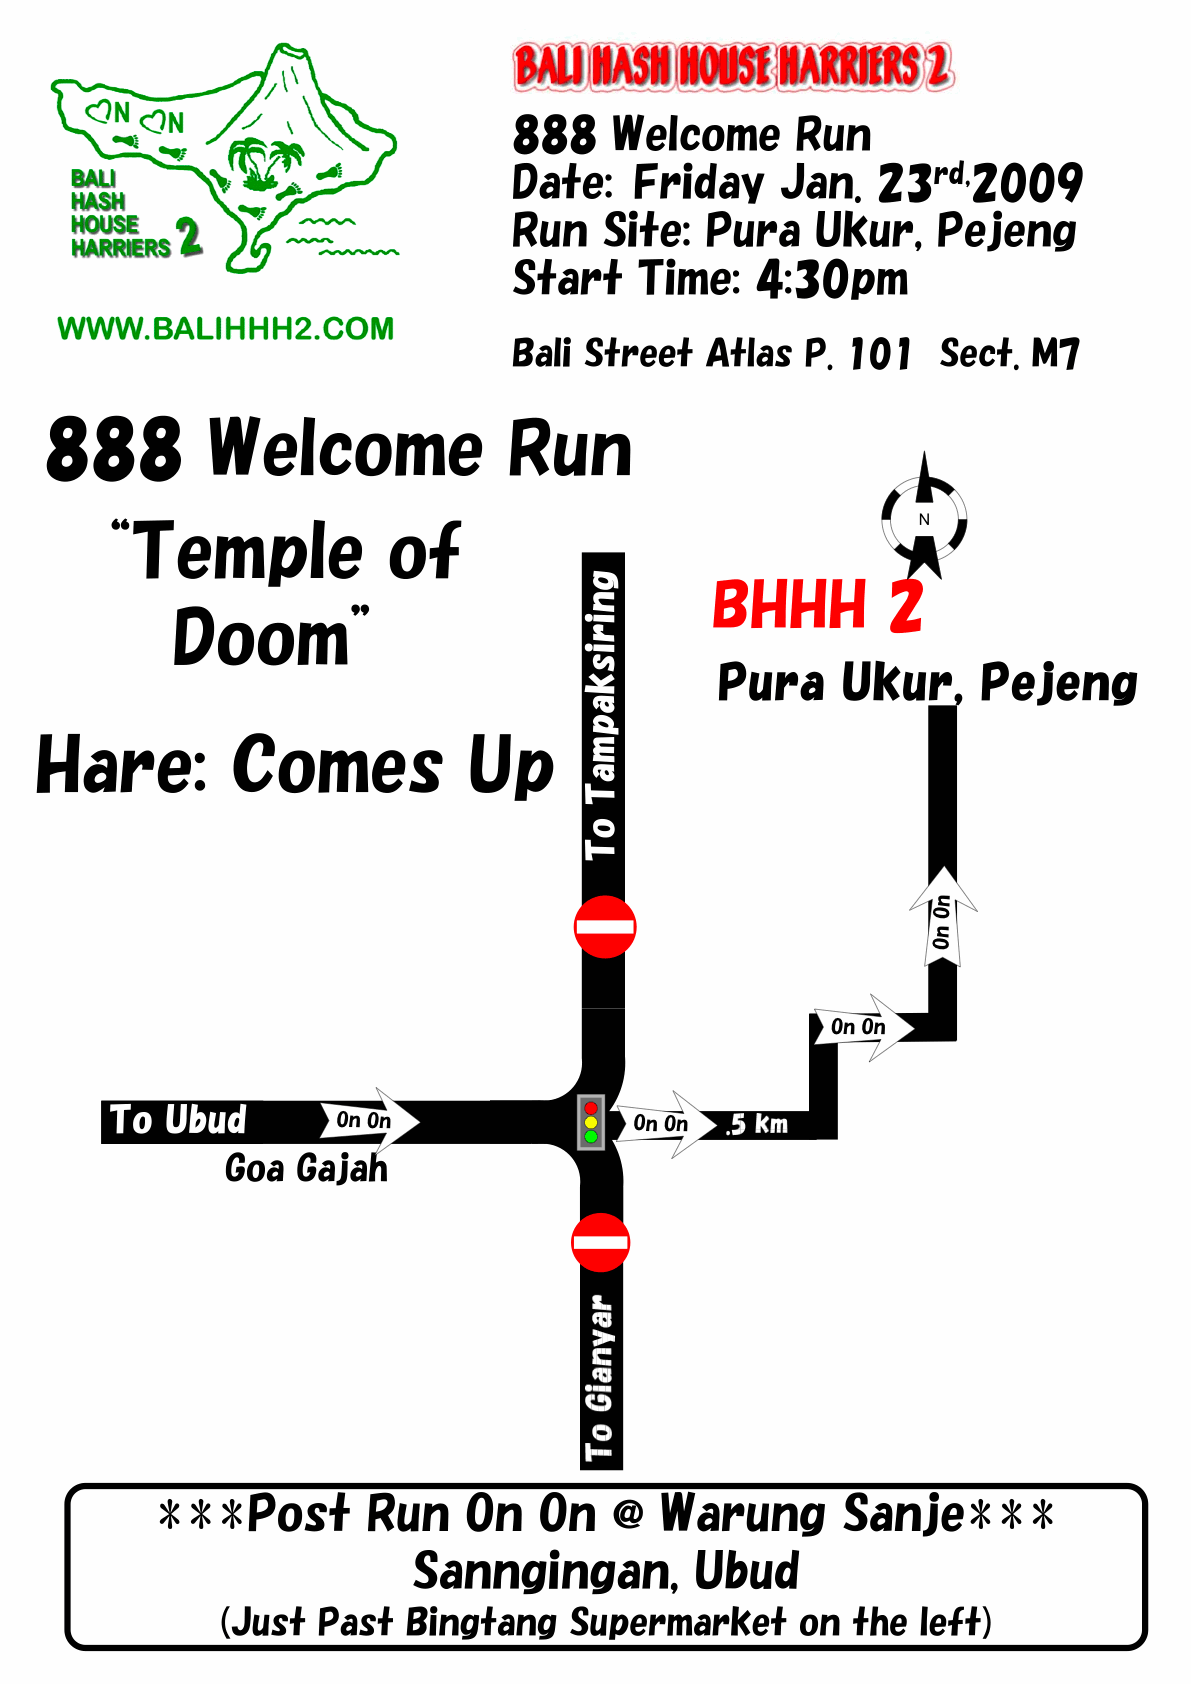 BALI HASH HOUSE HARRIERS 2
888 Welcome Run
Date: Friday Jan. 23rd,2009
Run Site: Pura Ukur, Pejeng
Start Time: 4:30pm
Bali Street Atlas P. 101 Sect. M7
ON ON
BALI
HASH
HOUSE
HARRIERS 2
WWW.BALIHHH2.COM
888 Welcome Run
“Temple of
Doom”
Hare: Comes Up
N
BHHH 2
Pura Ukur, Pejeng
To Tampaksiring
On On
On On
To Ubud
On On
On On
.5 km
Goa Gajah
To Gianyar
***Post Run On On @ Warung Sanje***
Sanngingan, Ubud
(Just Past Bingtang Supermarket on the left)